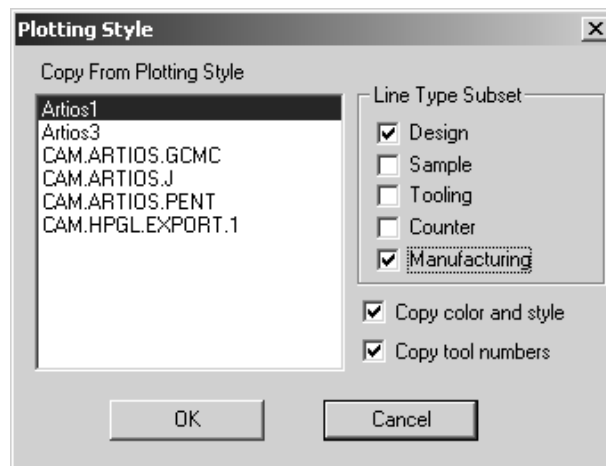 Plotting Style
Copy From Plotting Style
Artios1
Artios3
CAM.ARTIOS.GCMC
CAM.ARTIOS.J
CAM.ARTIOS.PENT
CAM.HPGL.EXPORT.1
Line Type Subset
Design
Sample
Tooling
Counter
Manufacturing
Copy color and style
Copy tool numbers
OK
Cancel